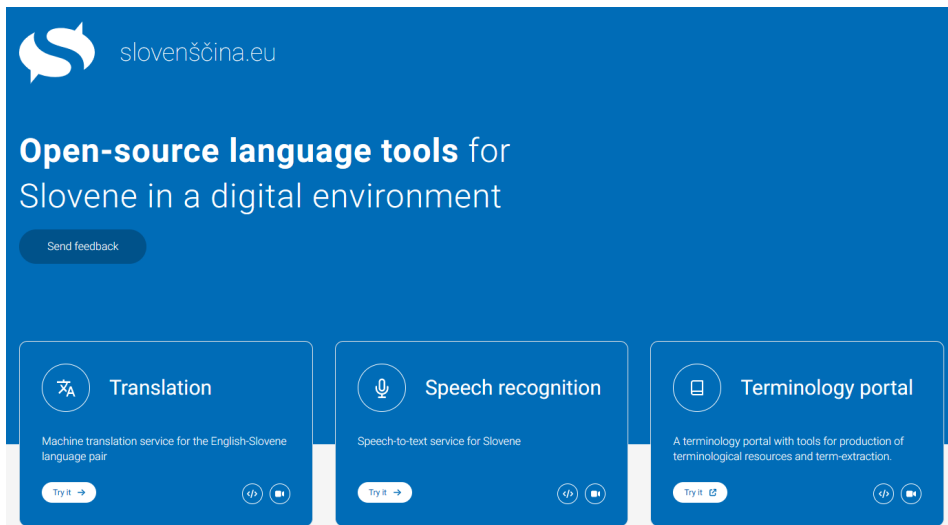 slovenščina.eu
Open-source language tools for
Slovene in a digital environment
Send feedback
Translation
Machine translation service for the English-Slovene
language pair
Try it
Speech recognition
Speech-to-text service for Slovene
Try it
Terminology portal
A terminology portal with tools for production of
terminological resources and term-extraction.
Try it